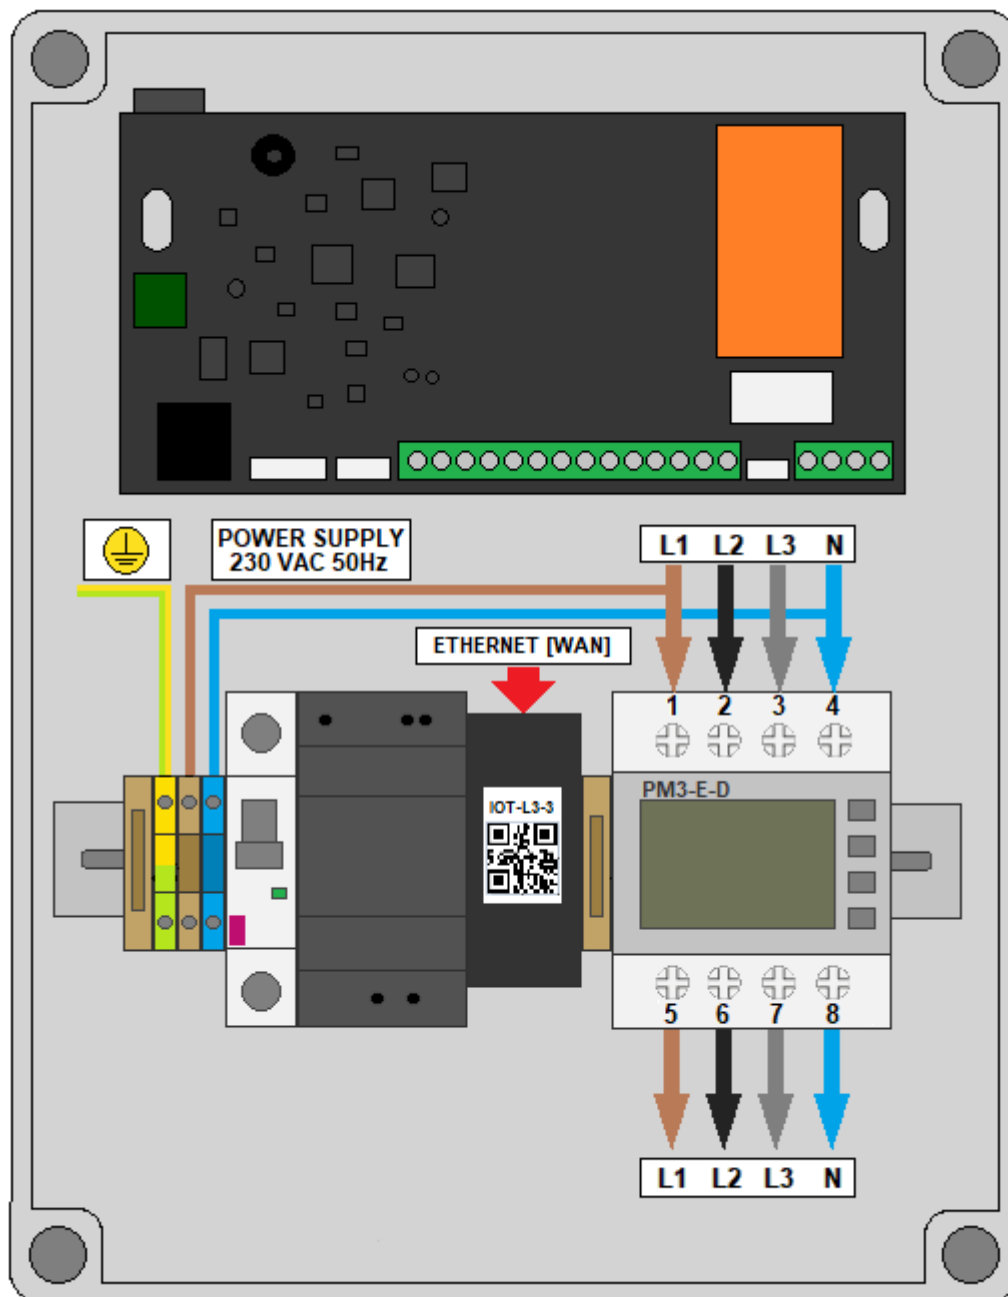 POWER SUPPLY
230 VAC 50Hz
L1 L2 L3 N
ETHERNET [WAN]
1 2 3 4
PM3-E-D
IOT-L3-3
5 6 7 8
L1 L2 L3 N